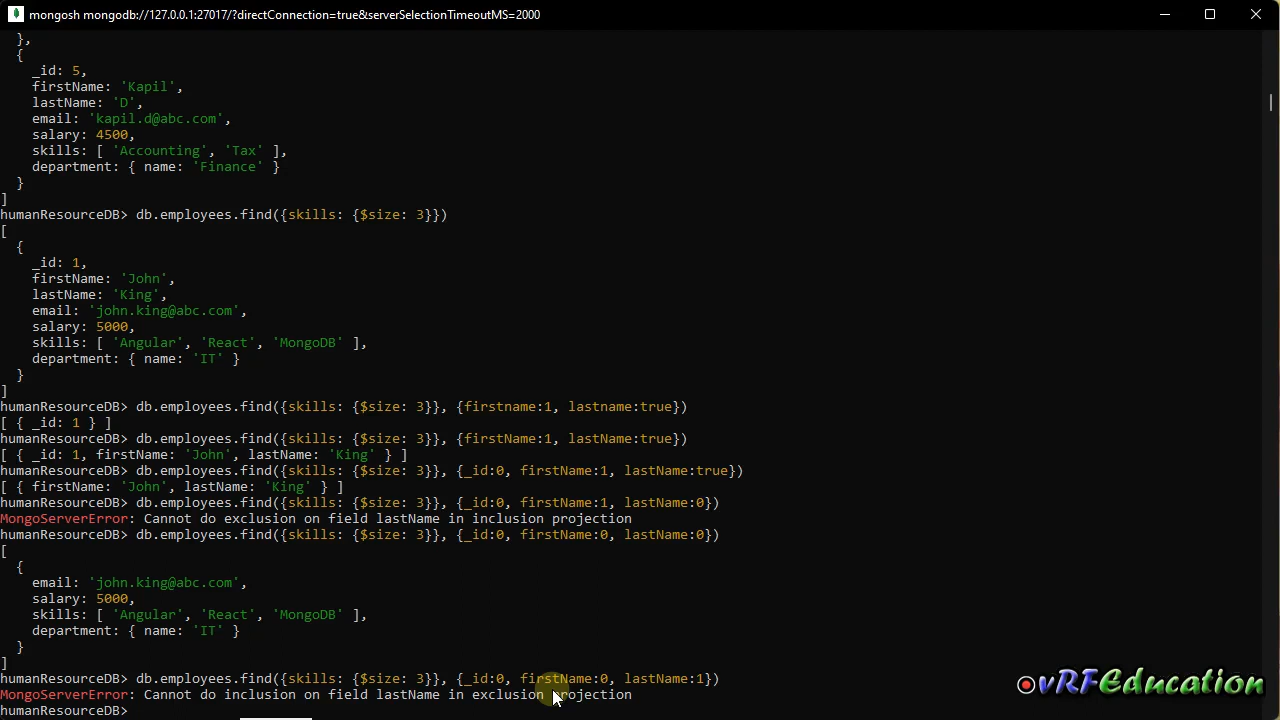 mongosh mongodb://127.0.0.1:27017/?directConnection=true&serverSelectionTimeoutMS=2000
},
{
_id: 5,
firstName: 'Kapil',
lastName: 'D',
email: 'kapil.d@abc.com',
salary: 4500,
skills: [ 'Accounting', 'Tax' ],
department: { name: 'Finance' }
}
]
humanResourceDB> db.employees.find({skills: {$size: 3}})
[
{
_id: 1,
firstName: 'John',
lastName: 'King',
email: 'john.king@abc.com',
salary: 5000,
skills: [ 'Angular', 'React', 'MongoDB' ],
department: { name: 'IT' }
}
]
humanResourceDB> db.employees.find({skills: {$size: 3}}, {firstname:1, lastname:true})
[ { _id: 1 } ]
humanResourceDB> db.employees.find({skills: {$size: 3}}, {firstName:1, lastName:true})
[ { _id: 1, firstName: 'John', lastName: 'King' } ]
humanResourceDB> db.employees.find({skills: {$size: 3}}, {_id:0, firstName:1, lastName:true})
[ { firstName: 'John', lastName: 'King' } ]
humanResourceDB> db.employees.find({skills: {$size: 3}}, {_id:0, firstName:1, lastName:0})
MongoServerError: Cannot do exclusion on field lastName in inclusion projection
humanResourceDB> db.employees.find({skills: {$size: 3}}, {_id:0, firstName:0, lastName:0})
[
{
email: 'john.king@abc.com',
salary: 5000,
skills: [ 'Angular', 'React', 'MongoDB' ],
department: { name: 'IT' }
}
]
humanResourceDB> db.employees.find({skills: {$size: 3}}, {_id:0, firstName:0, lastName:1})
MongoServerError: Cannot do inclusion on field lastName in exclusion projection
humanResourceDB>
vRFEducation